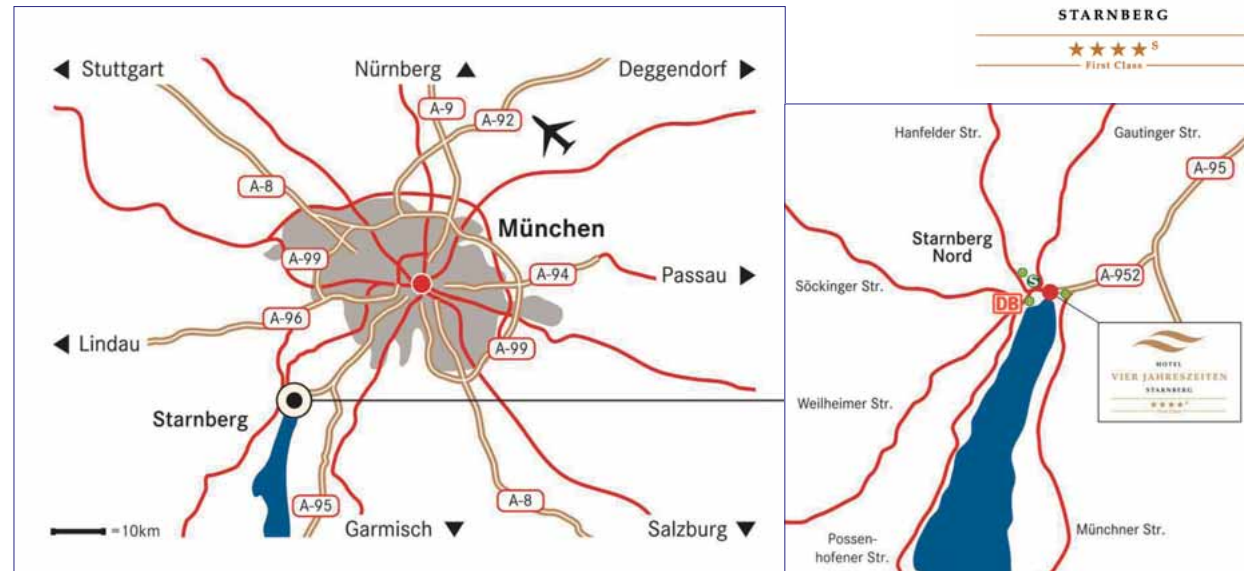 Stuttgart
Nürnberg
Deggendorf
A-9
A-92
A-8
München
A-99
A-94
Passau
A-96
Lindau
A-99
Starnberg
A-95
A-8
=10km
Garmisch
Salzburg
STARNBERG
S
First Class
Hanfelder Str.
Gautinger Str.
A-95
Starnberg
Nord
S
A-952
Söckinger Str.
DB
HOTEL
VIER JAHRESZEITEN
STARNBERG
First Class
Weilheimer Str.
Possen-
hofener Str.
Münchner Str.